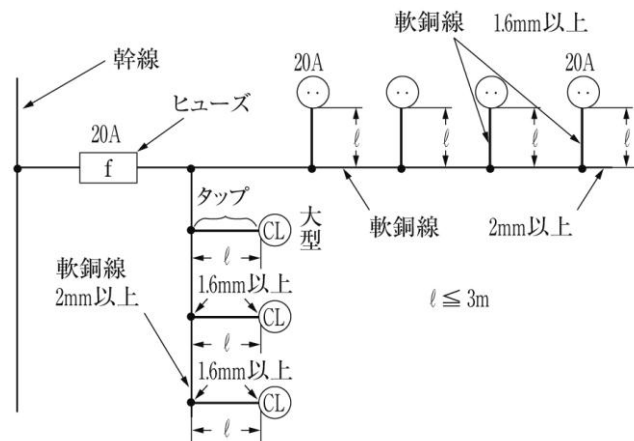 軟銅線
1.6mm以上
幹線
20A
20A
ヒューズ
ℓ
ℓ
ℓ
ℓ
20A
f
タップ
大型
CL
軟銅線
2mm以上
ℓ
軟銅線
2mm以上
1.6mm以上
ℓ≦3m
CL
ℓ
1.6mm以上
CL
ℓ